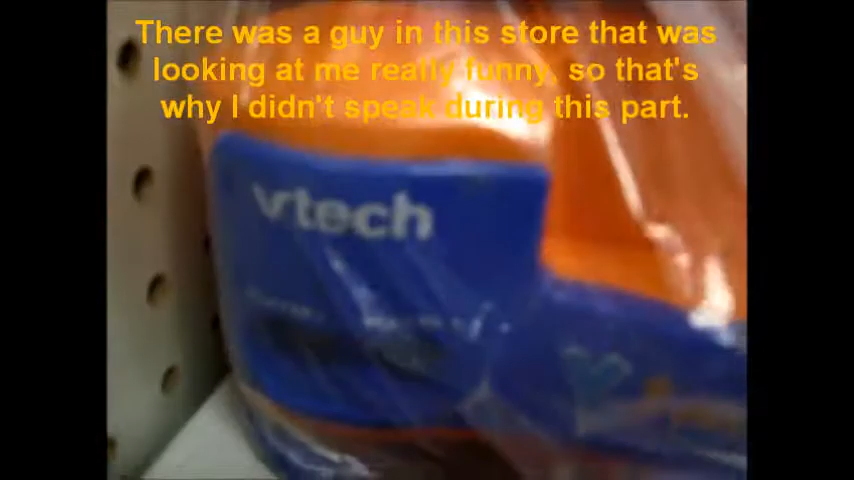 There was a guy in this store that was
looking at me really funny, so that's
why I didn't speak during this part.
vtech